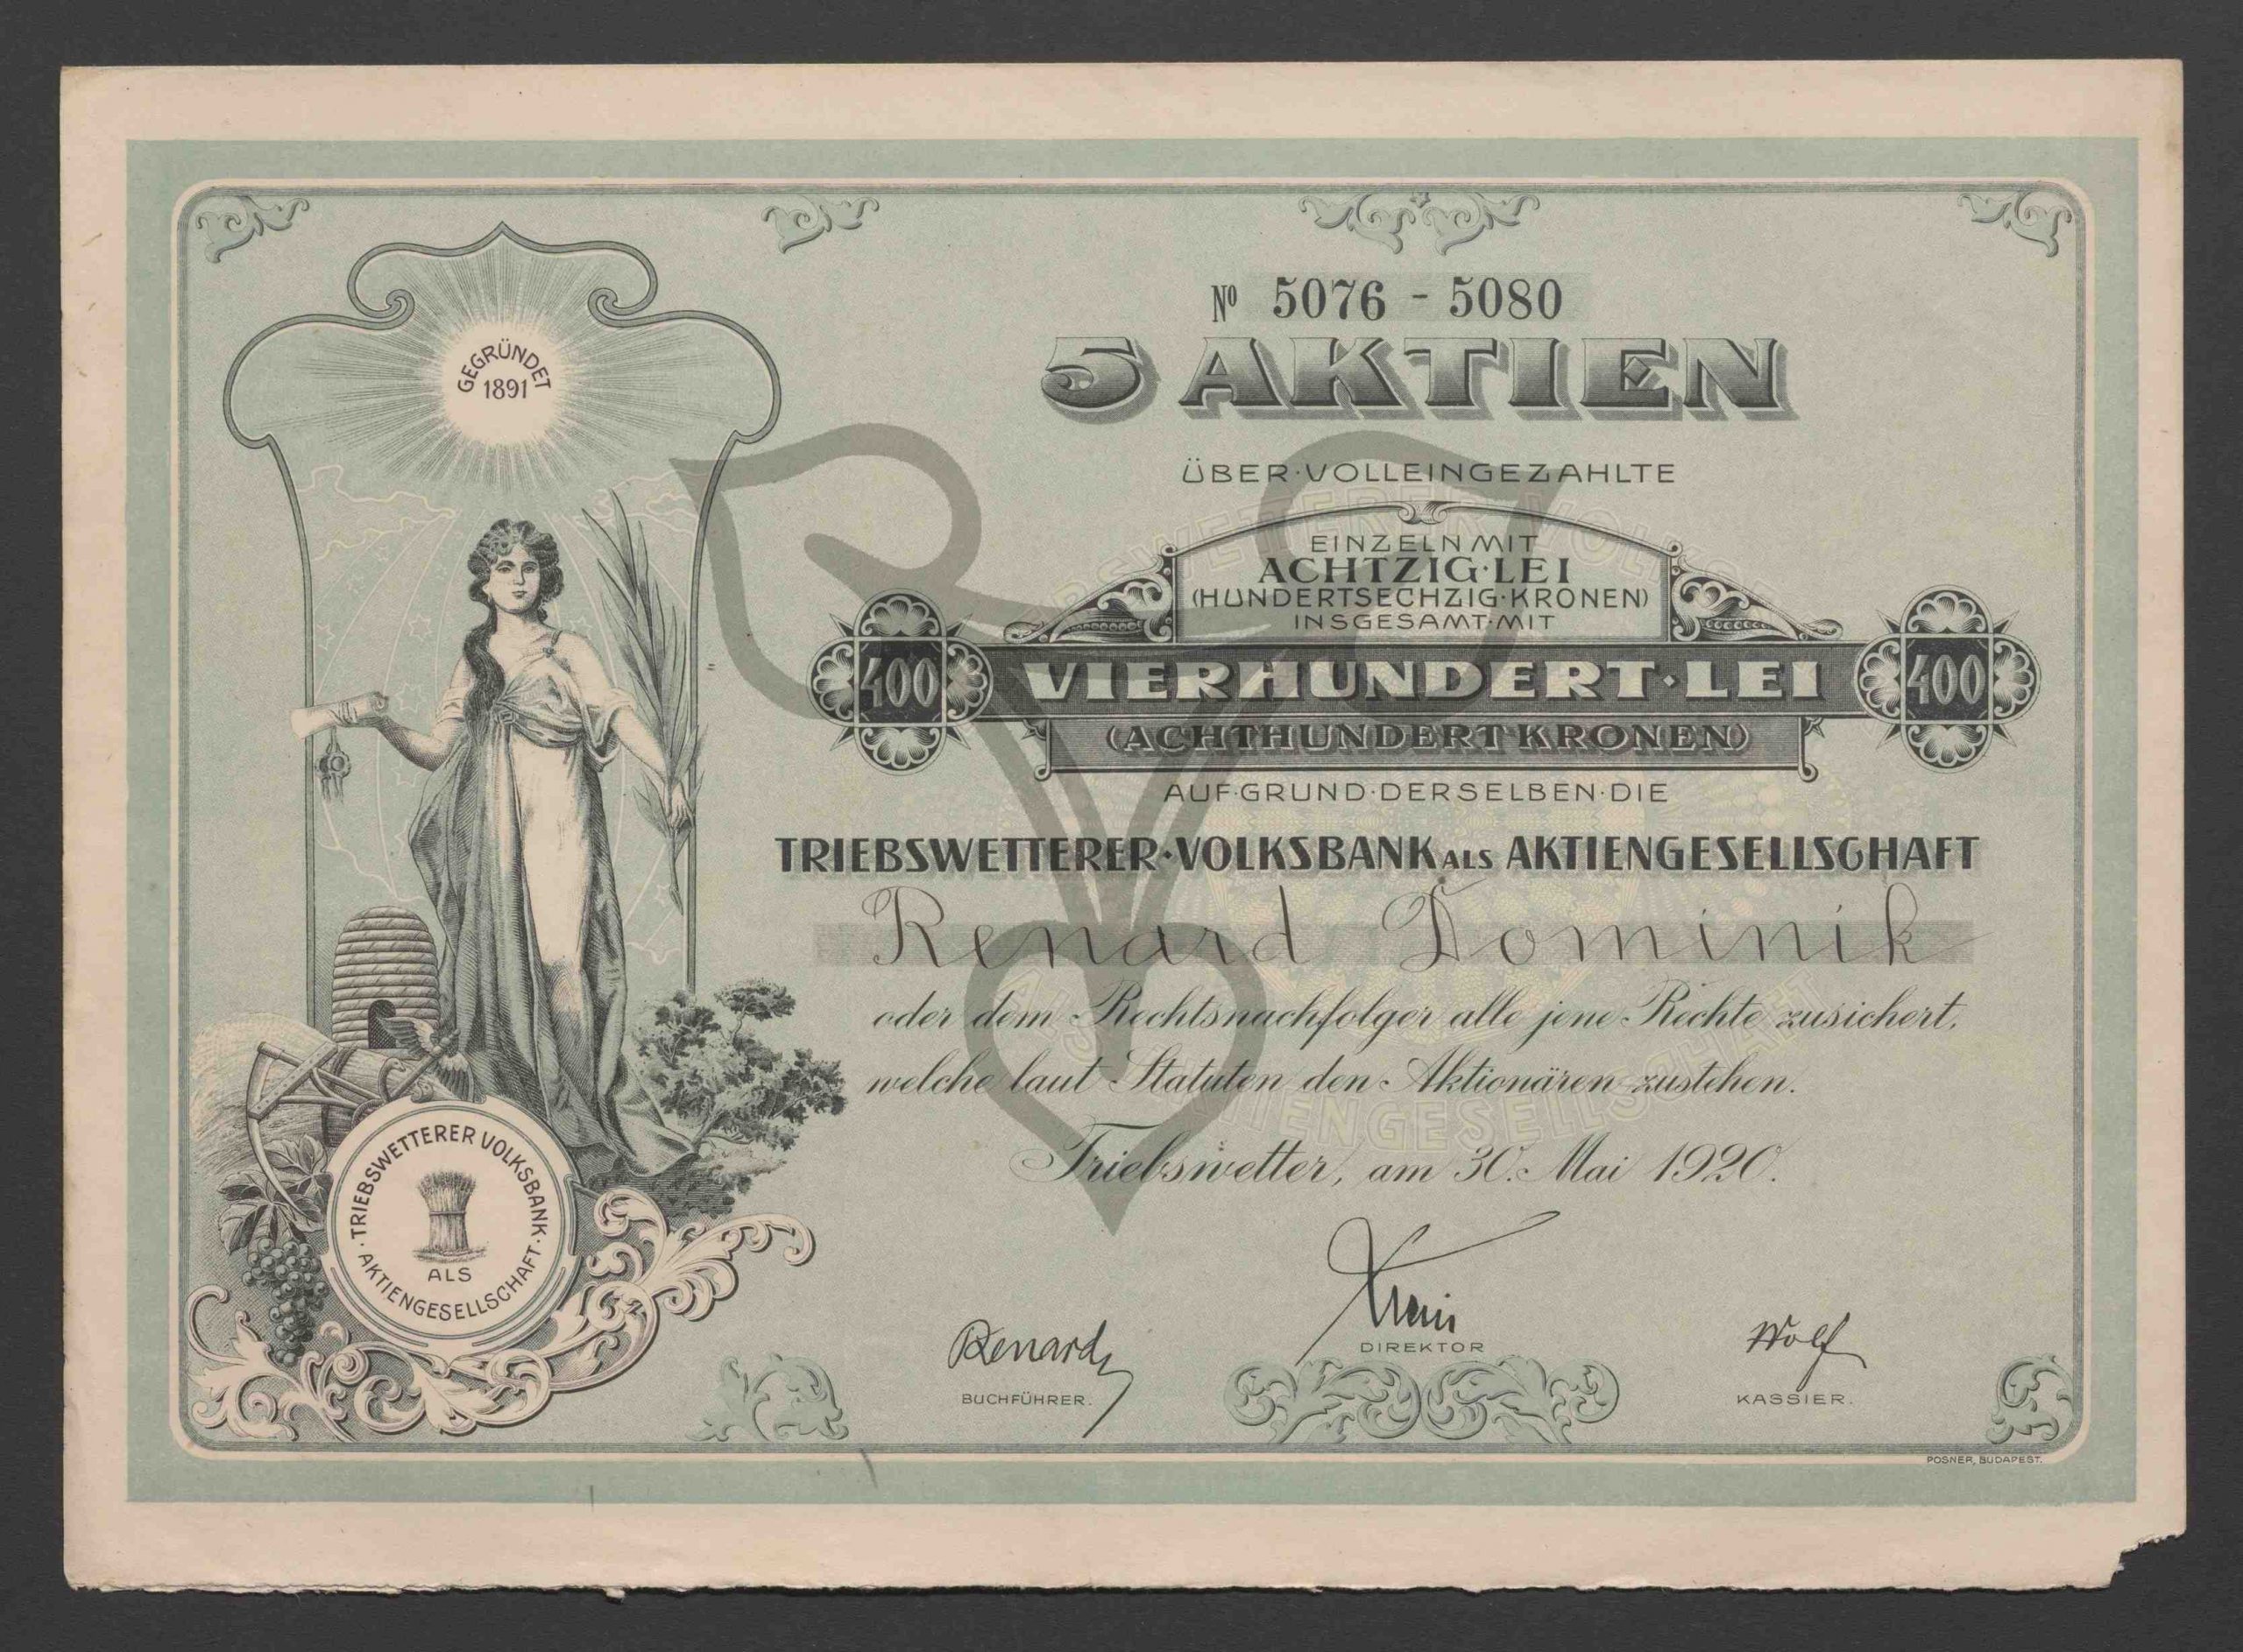 GEGRÜNDET
1891
Nº 5076 - 5080
5 AKTIEN
ÜBER·VOLLEINGEZAHLTE
EINZELN MIT
ACHTZIG·LEI
(HUNDERTSECHZIG·KRONEN)
INSGESAMT·MIT
400 VIERHUNDERT·LEI 400
(ACHTHUNDERT KRONEN)
AUF·GRUND·DERSELBEN·DIE
TRIEBSWETTERER·VOLKSBANK ALS AKTIENGESELLSCHAFT
Renard Dominik
oder dem Rechtsnachfolger alle jene Rechte zusichert,
welche laut Statuten den Aktionären zustehen.
Triebswetter, am 30. Mai 1920.
TRIEBSWETTERER VOLKSBANK
ALS
AKTIENGESELLSCHAFT
Renard
Wolf
DIREKTOR
BUCHFÜHRER.
KASSIER.
POSNER, BUDAPEST.